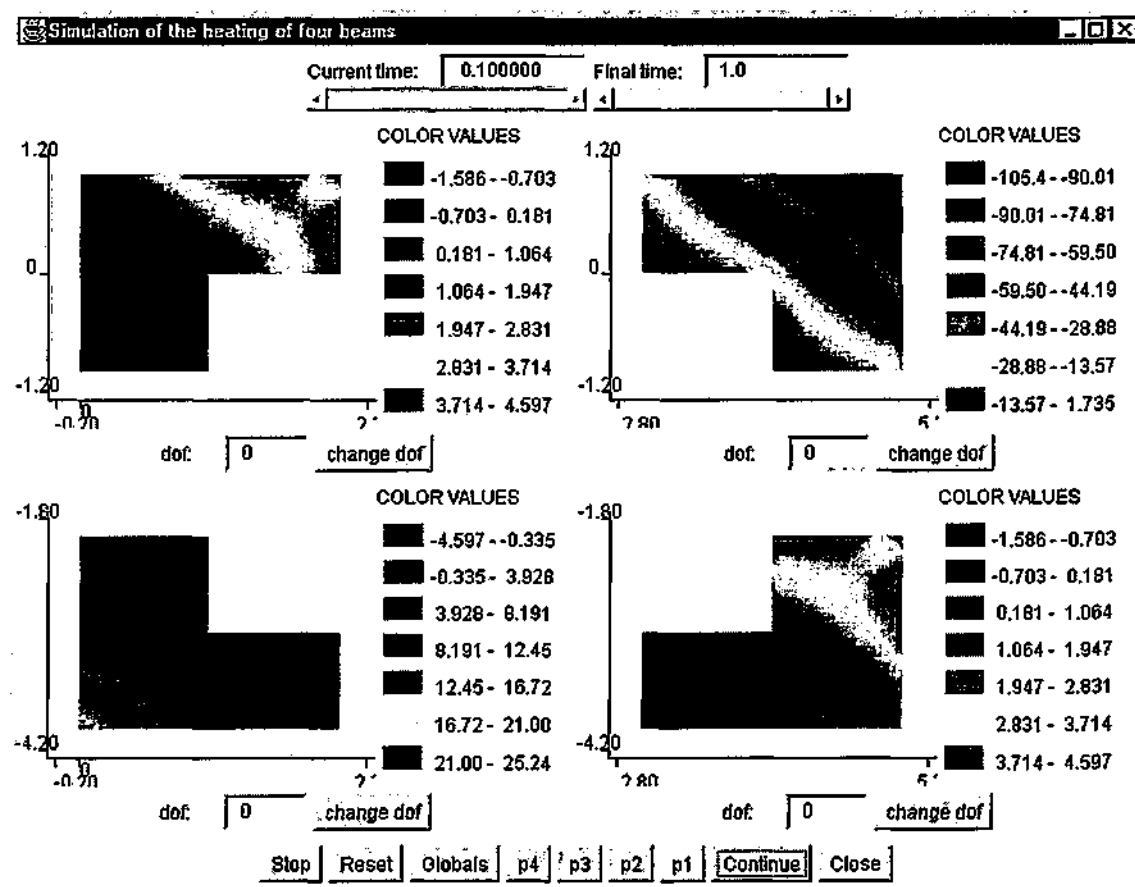 Simulation of the heating of four beams
Current time: 0.100000 Final time: 1.0
COLOR VALUES
1.20
0.
-1.20
-0.20
0
-1.586 - -0.703
-0.703 - 0.181
0.181 - 1.064
1.064 - 1.947
1.947 - 2.831
2.831 - 3.714
3.714 - 4.597
dof: 0 change dof
COLOR VALUES
1.20
0.
-1.20
2.80
-105.4 - -90.01
-90.01 - -74.81
-74.81 - -59.50
-59.50 - -44.19
-44.19 - -28.88
-28.88 - -13.57
-13.57 - 1.735
dof: 0 change dof
COLOR VALUES
-1.80
-4.20
-0.20
0
-4.597 - -0.335
-0.335 - 3.928
3.928 - 8.191
8.191 - 12.45
12.45 - 16.72
16.72 - 21.00
21.00 - 25.24
dof: 0 change dof
COLOR VALUES
-1.80
-4.20
2.80
-1.586 - -0.703
-0.703 - 0.181
0.181 - 1.064
1.064 - 1.947
1.947 - 2.831
2.831 - 3.714
3.714 - 4.597
dof: 0 change dof
Stop Reset Globals p4 p3 p2 p1 Continue Close